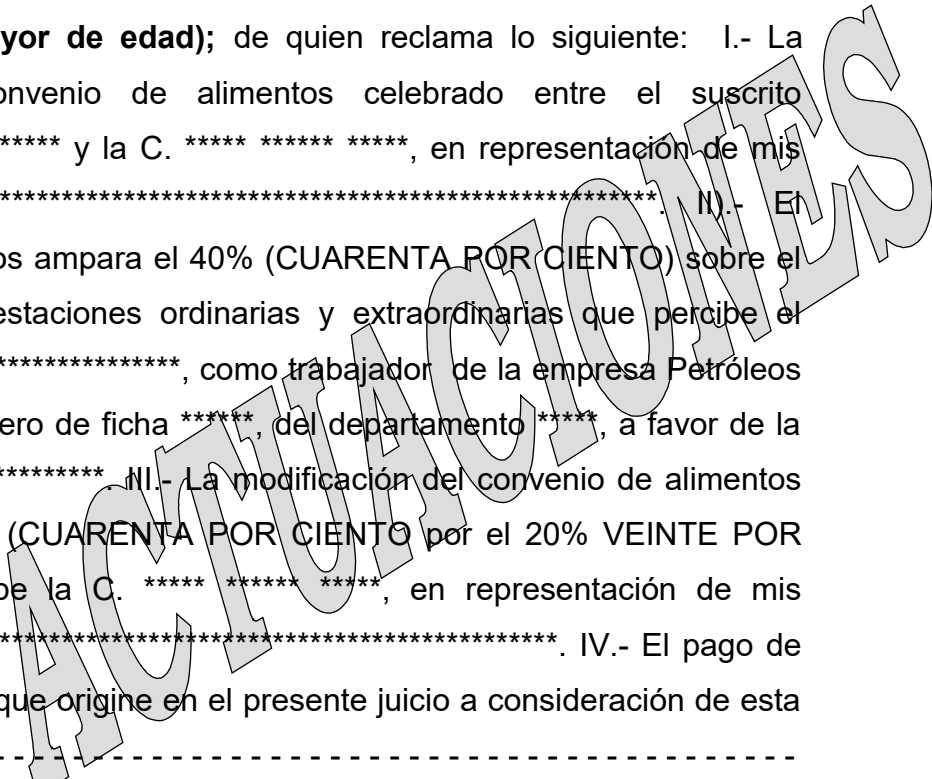 yor de edad); de quien reclama lo siguiente: I.- La
onvenio de alimentos celebrado entre el suscrito
***** y la C. ***** ****** *****, en representación de mis
*****************************************************. II).- El
os ampara el 40% (CUARENTA POR CIENTO) sobre el
estaciones ordinarias y extraordinarias que percibe el
***************, como trabajador de la empresa Petróleos
ero de ficha ******, del departamento *****, a favor de la
*********. III.- La modificación del convenio de alimentos
(CUARENTA POR CIENTO por el 20% VEINTE POR
be la C. ***** ****** *****, en representación de mis
*********************************************. IV.- El pago de
que origine en el presente juicio a consideración de esta
- - - - - - - - - - - - - - - - - - - - - - - - - - - - - - - - - - - - - - - - - - - -
ACTUACIONES